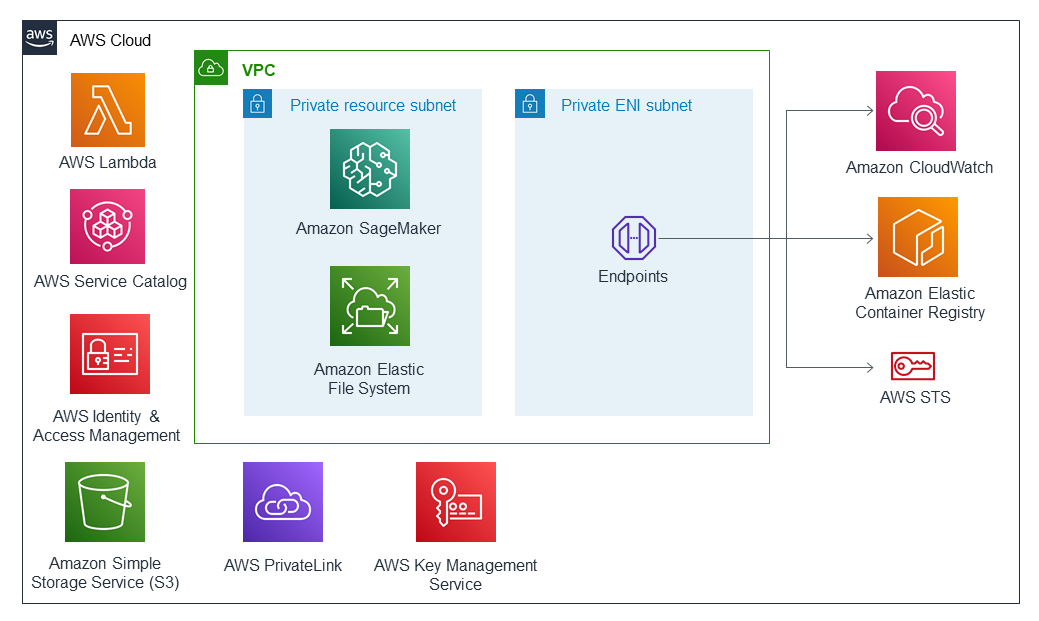 aws
AWS Cloud
VPC
Private resource subnet
Private ENI subnet
AWS Lambda
Amazon CloudWatch
AWS Service Catalog
Amazon SageMaker
Endpoints
Amazon Elastic
Container Registry
Amazon Elastic
File System
AWS STS
AWS Identity &
Access Management
Amazon Simple
Storage Service (S3)
AWS PrivateLink
AWS Key Management
Service